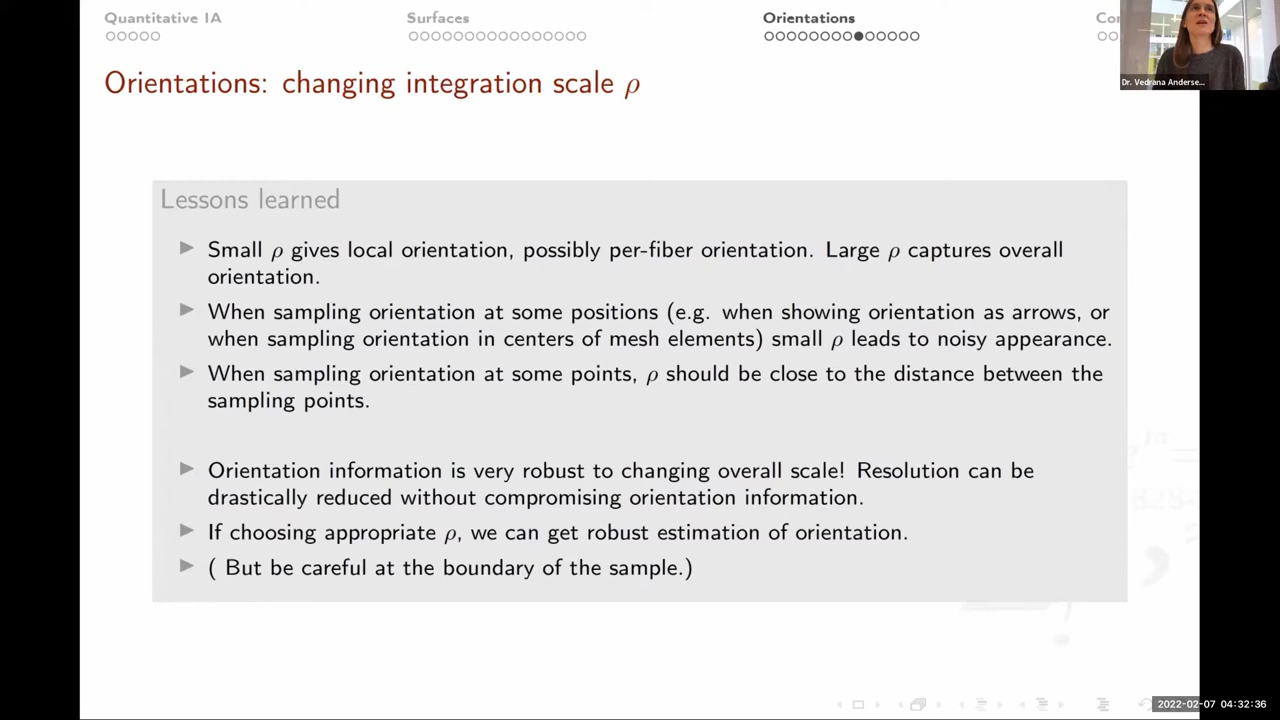 Quantitative IA
Surfaces
Orientations
Dr. Vedrana Anderse...
Orientations: changing integration scale ρ
Lessons learned
Small ρ gives local orientation, possibly per-fiber orientation. Large ρ captures overall
orientation.
When sampling orientation at some positions (e.g. when showing orientation as arrows, or
when sampling orientation in centers of mesh elements) small ρ leads to noisy appearance.
When sampling orientation at some points, ρ should be close to the distance between the
sampling points.
Orientation information is very robust to changing overall scale! Resolution can be
drastically reduced without compromising orientation information.
If choosing appropriate ρ, we can get robust estimation of orientation.
( But be careful at the boundary of the sample.)
2022-02-07 04:32:36